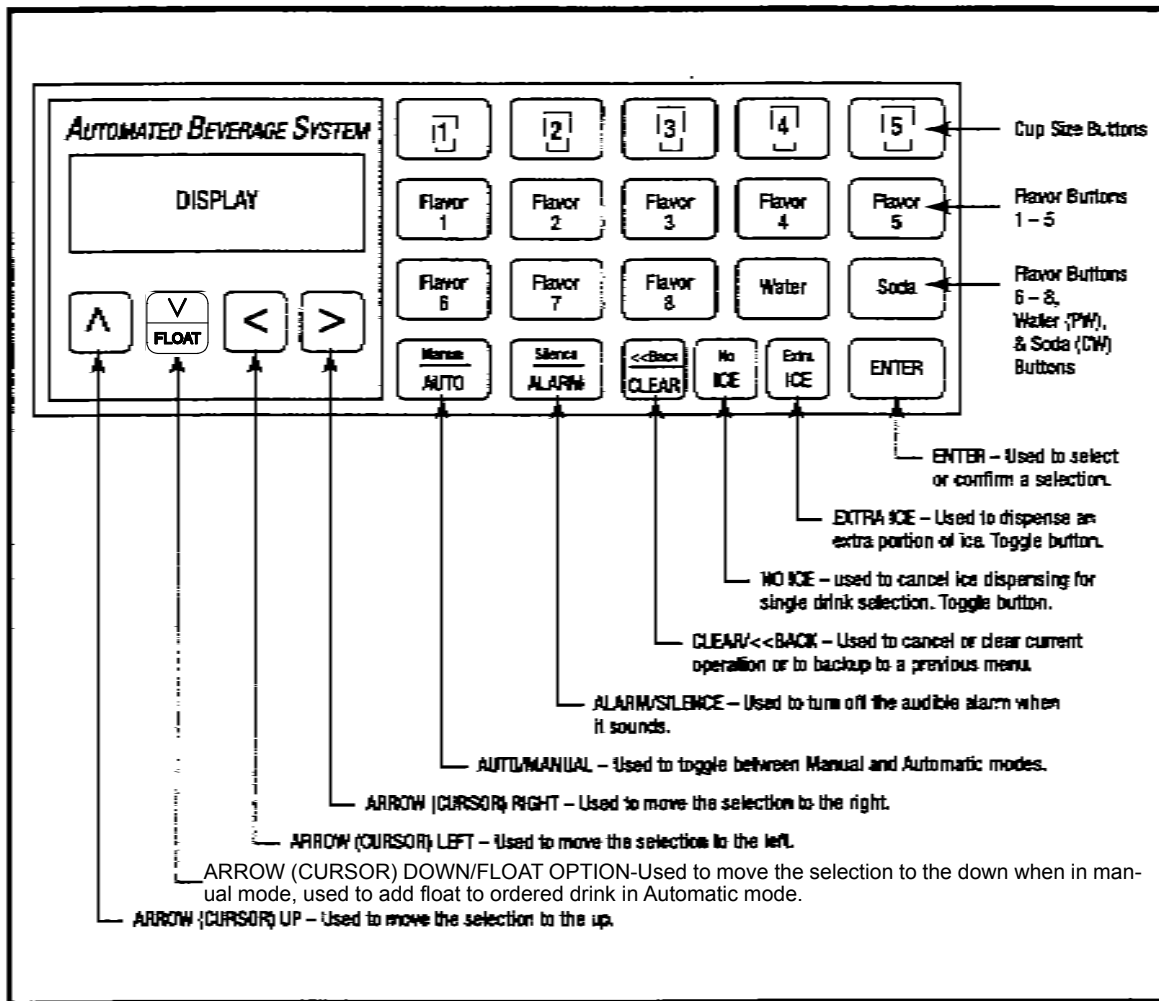 AUTOMATED BEVERAGE SYSTEM
DISPLAY
1
2
3
4
5
Cup Size Buttons
Flavor
1
Flavor
2
Flavor
3
Flavor
4
Flavor
5
Flavor Buttons
1 – 5
Flavor
6
Flavor
7
Flavor
8
Water
Soda
Flavor Buttons
6 – 8,
Water (PW),
& Soda (CW)
Buttons
Λ
V
FLOAT
<
>
Manual
AUTO
Silence
ALARM
<<Back
CLEAR
No
ICE
Extra
ICE
ENTER
ENTER – Used to select
or confirm a selection.
EXTRA ICE – Used to dispense an
extra portion of ice. Toggle button.
NO ICE – used to cancel ice dispensing for
single drink selection. Toggle button.
CLEAR/<<BACK – Used to cancel or clear current
operation or to backup to a previous menu.
ALARM/SILENCE – Used to turn off the audible alarm when
it sounds.
AUTO/MANUAL – Used to toggle between Manual and Automatic modes.
ARROW (CURSOR) RIGHT – Used to move the selection to the right.
ARROW (CURSOR) LEFT – Used to move the selection to the left.
ARROW (CURSOR) DOWN/FLOAT OPTION-Used to move the selection to the down when in man-
ual mode, used to add float to ordered drink in Automatic mode.
ARROW (CURSOR) UP – Used to move the selection to the up.